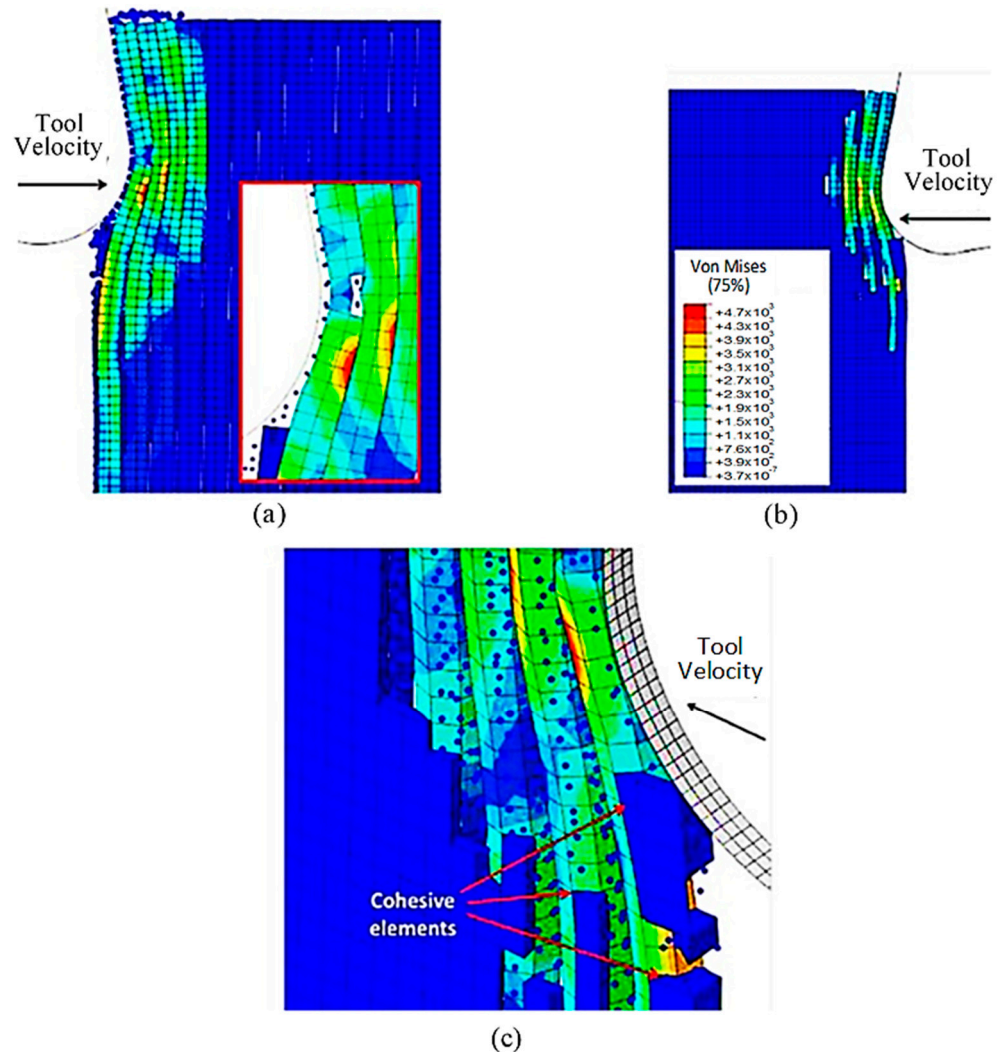 Tool
Velocity
(a)
Tool
Velocity
Von Mises
(75%)
+4.7x10³
+4.3x10³
+3.9x10³
+3.5x10³
+3.1x10³
+2.7x10³
+2.3x10³
+1.9x10³
+1.5x10³
+1.1x10³
+7.6x10²
+3.9x10⁻²
+3.7x10⁻⁷
(b)
Tool
Velocity
Cohesive
elements
(c)